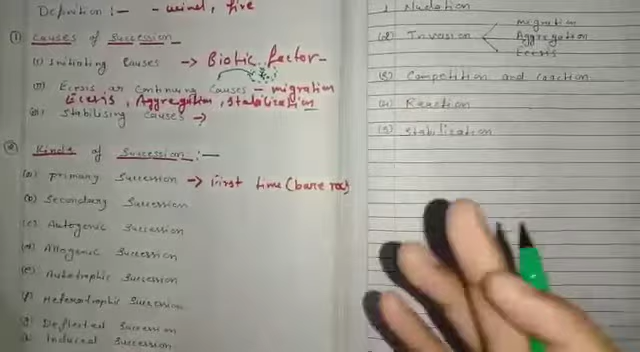 Definition :- - wind, fire
(1) Causes of Succession -
(i) Initiating Causes → Biotic factor -
(ii) Ecesis or Continuing Causes - migration
Ecesis, Aggregation, Stabilization
(iii) Stabilising Causes →
(2) Kinds of Succession :-
(a) Primary Succession → First time (bare roc)
(b) Secondary Succession
(c) Autogenic Succession
(d) Allogenic Succession
(e) Autotrophic Succession
(f) Heterotrophic Succession
(g) Deflected Succession
Induced Succession
1. Nudation
(2) Invasion
migration
Aggregation
Ecesis
(3) Competition and coaction
(4) Reaction
(5) Stabilization